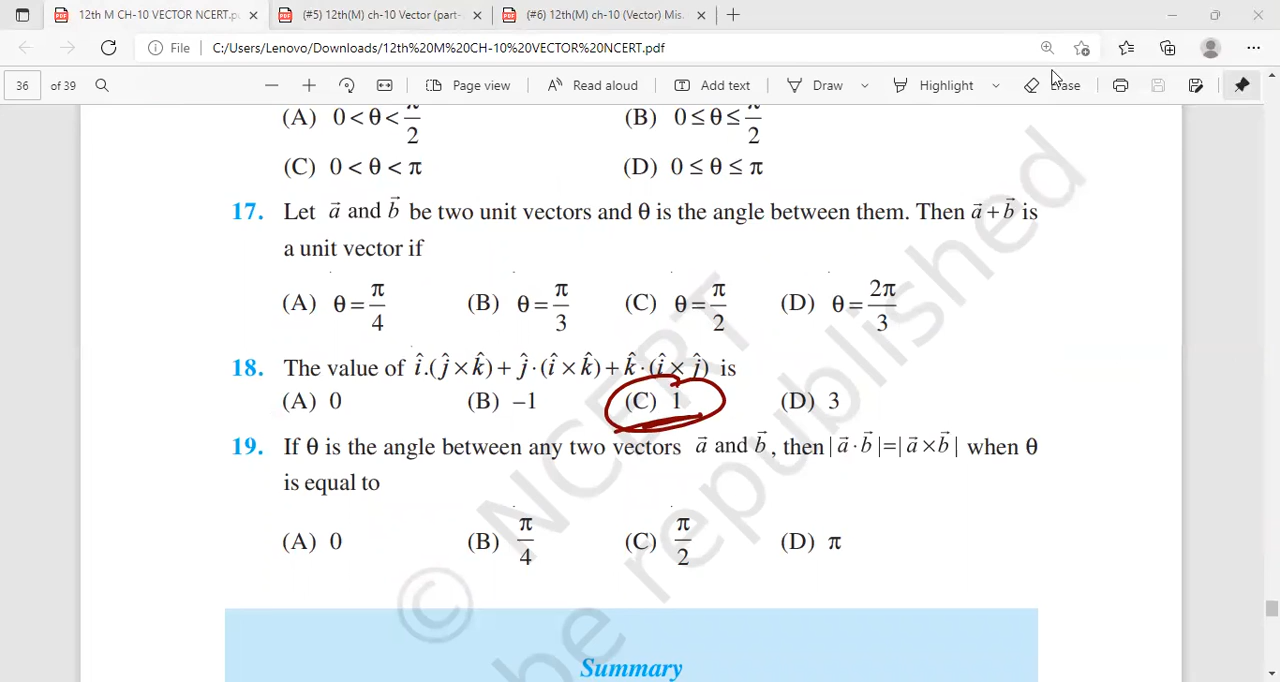 12th M CH-10 VECTOR NCERT.p
(#5) 12th(M) ch-10 Vector (part-
(#6) 12th(M) ch-10 (Vector) Mis.
File C:/Users/Lenovo/Downloads/12th%20M%20CH-10%20VECTOR%20NCERT.pdf
36 of 39 Page view Read aloud Add text Draw Highlight Erase
(A) 0 < θ < π/2 (B) 0 ≤ θ ≤ π/2
(C) 0 < θ < π (D) 0 ≤ θ ≤ π
17. Let a⃗ and b⃗ be two unit vectors and θ is the angle between them. Then a⃗ + b⃗ is
a unit vector if
(A) θ = π/4 (B) θ = π/3 (C) θ = π/2 (D) θ = 2π/3
18. The value of î.(ĵ × k̂) + ĵ·(î × k̂) + k̂·(î × ĵ) is
(A) 0 (B) –1 (C) 1 (D) 3
19. If θ is the angle between any two vectors a⃗ and b⃗, then |a⃗ · b⃗| = |a⃗ × b⃗| when θ
is equal to
(A) 0 (B) π/4 (C) π/2 (D) π
© NCERT
be republished
Summary